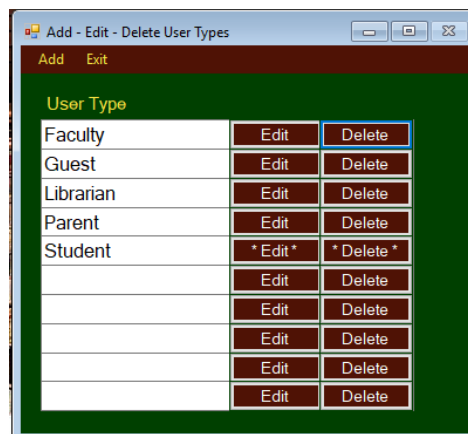 Add - Edit - Delete User Types
Add Exit
User Type
Faculty Edit Delete
Guest Edit Delete
Librarian Edit Delete
Parent Edit Delete
Student * Edit * * Delete *
Edit Delete
Edit Delete
Edit Delete
Edit Delete
Edit Delete